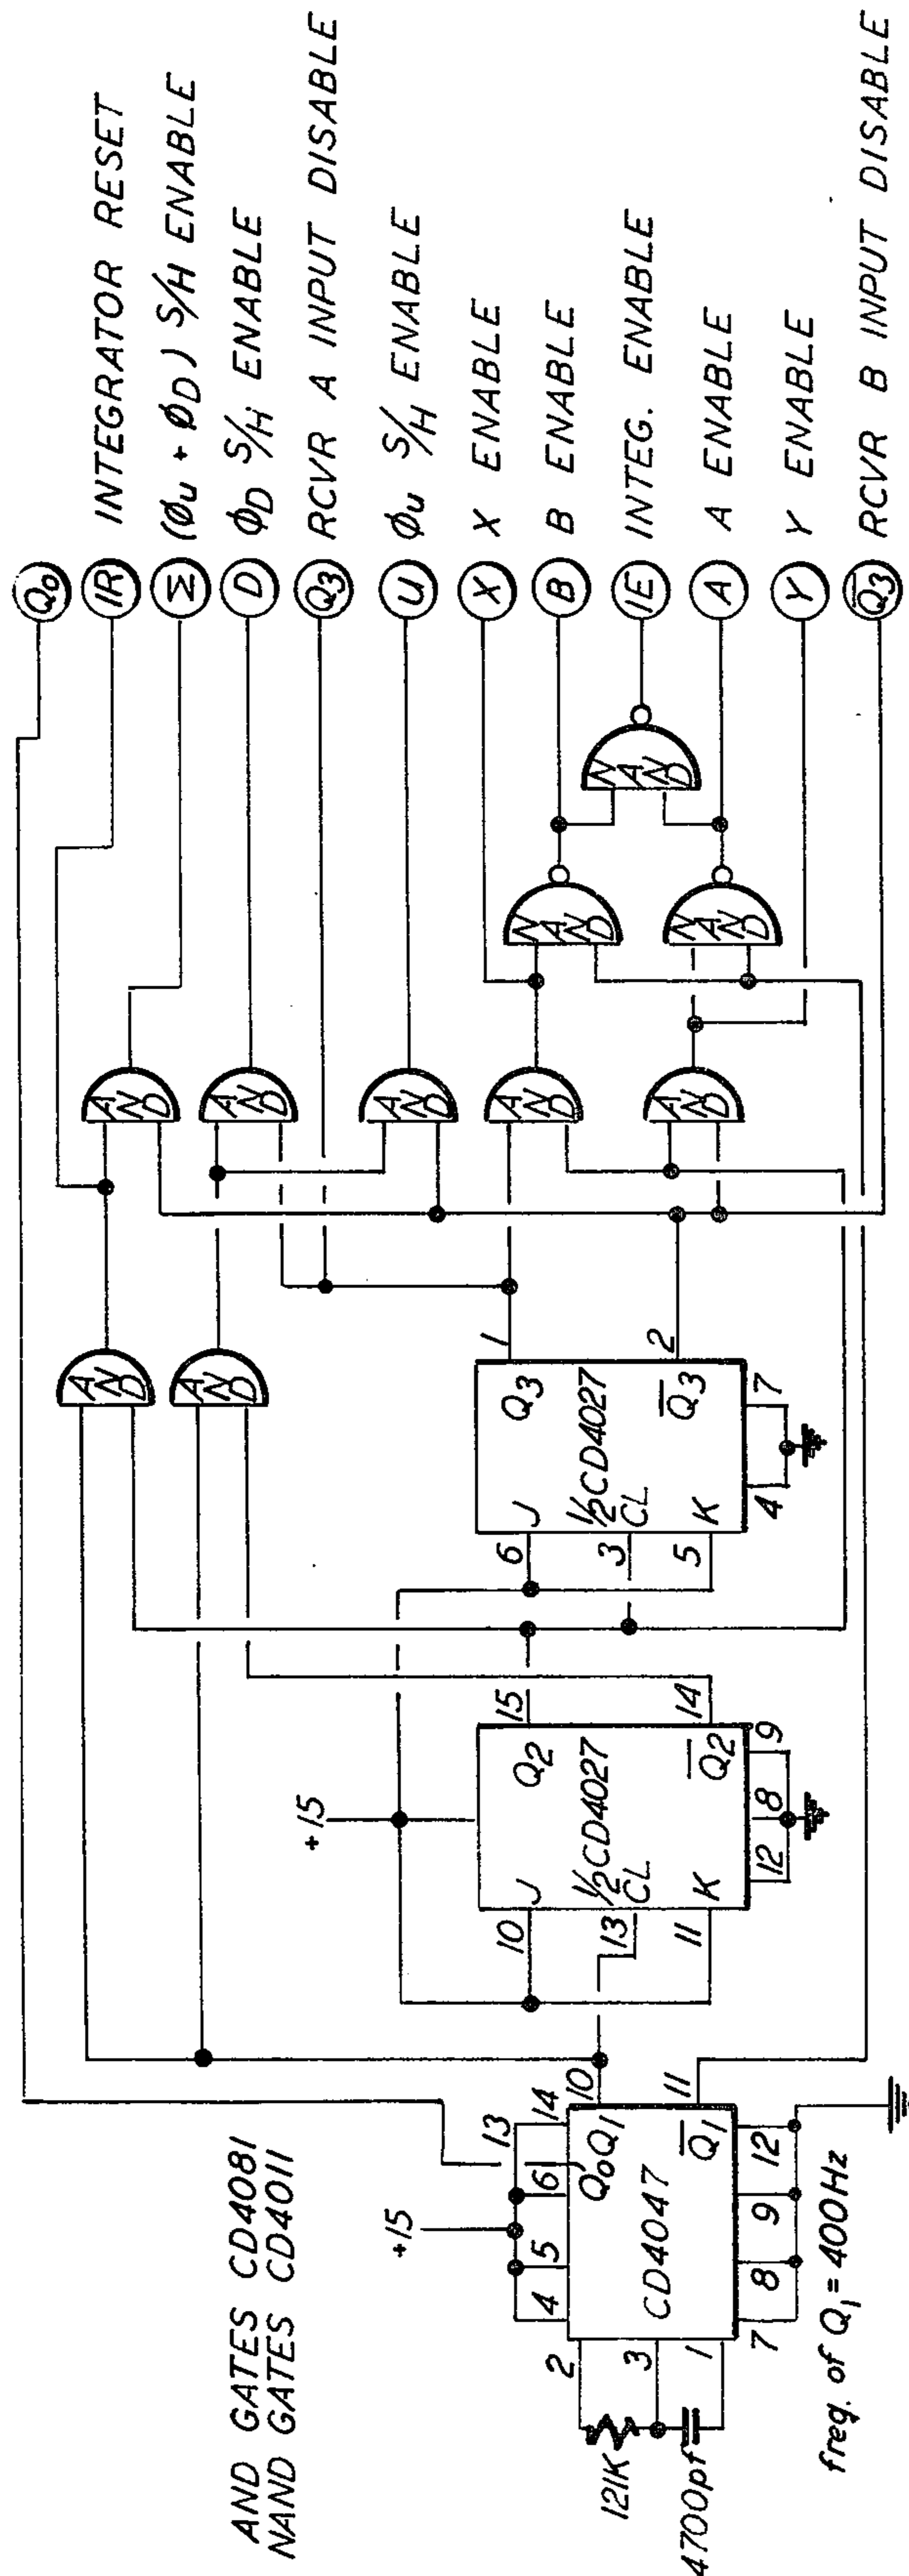 Q0
IR INTEGRATOR RESET
Σ (ØU + ØD) S/H ENABLE
D ØD S/H ENABLE
Q3 RCVR A INPUT DISABLE
U ØU S/H ENABLE
X X ENABLE
B B ENABLE
IE INTEG. ENABLE
A A ENABLE
Y Y ENABLE
Q̅3 RCVR B INPUT DISABLE
AND GATES CD4081
NAND GATES CD4011
AND
AND
AND
AND
AND
AND
AND
NAND
NAND
NAND
+15
4 5 6 13 14
Q0 Q1 10
CD4047
Q̅1 11
2
3
1
7 8 9 12
121K
4700pf
freq. of Q1 = 400Hz
+15
10 J Q2 15
1/2 CD4027
13 CL
11 K Q̅2 14
12 8 9
6 J Q3 1
1/2 CD4027
3 CL
5 K Q̅3 2
4 7